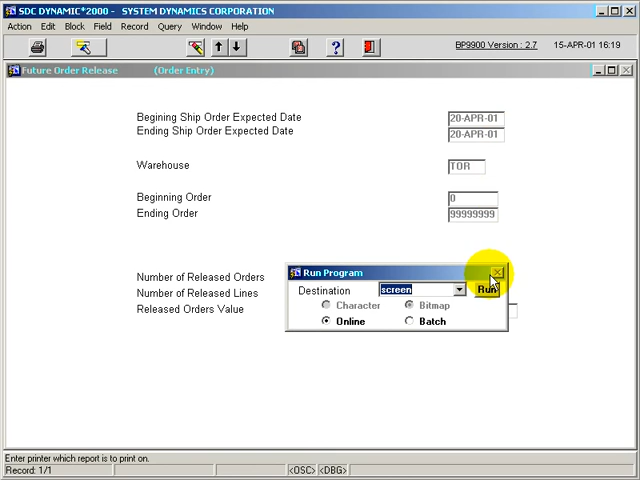 SDC DYNAMIC*2000 - SYSTEM DYNAMICS CORPORATION
Action Edit Block Field Record Query Window Help
BP9900 Version : 2.7 15-APR-01 16:19
Future Order Release (Order Entry)
Begining Ship Order Expected Date 20-APR-01
Ending Ship Order Expected Date 20-APR-01
Warehouse TOR
Beginning Order 0
Ending Order 99999999
Number of Released Orders
Number of Released Lines
Released Orders Value
Run Program
Destination screen Run
Character Bitmap
Online Batch
Enter printer which report is to print on.
Record: 1/1 <OSC> <DBG>